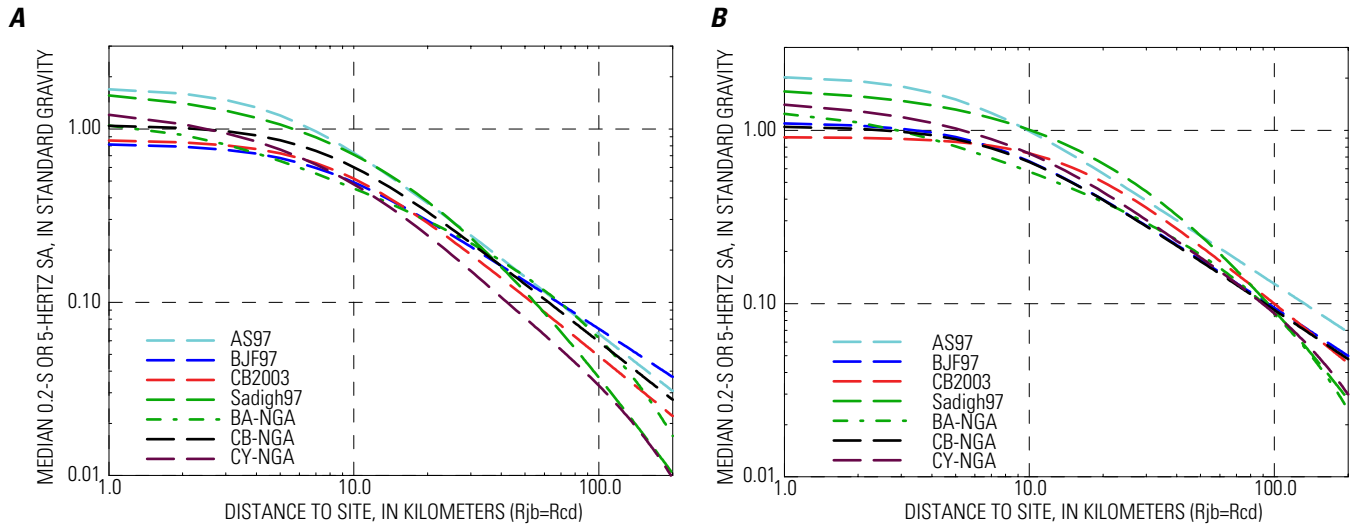 A
MEDIAN 0.2-S OR 5-HERTZ SA, IN STANDARD GRAVITY
1.00
0.10
0.01
AS97
BJF97
CB2003
Sadigh97
BA-NGA
CB-NGA
CY-NGA
1.0 10.0 100.0
DISTANCE TO SITE, IN KILOMETERS (Rjb=Rcd)
B
MEDIAN 0.2-S OR 5-HERTZ SA, IN STANDARD GRAVITY
1.00
0.10
0.01
AS97
BJF97
CB2003
Sadigh97
BA-NGA
CB-NGA
CY-NGA
1.0 10.0 100.0
DISTANCE TO SITE, IN KILOMETERS (Rjb=Rcd)